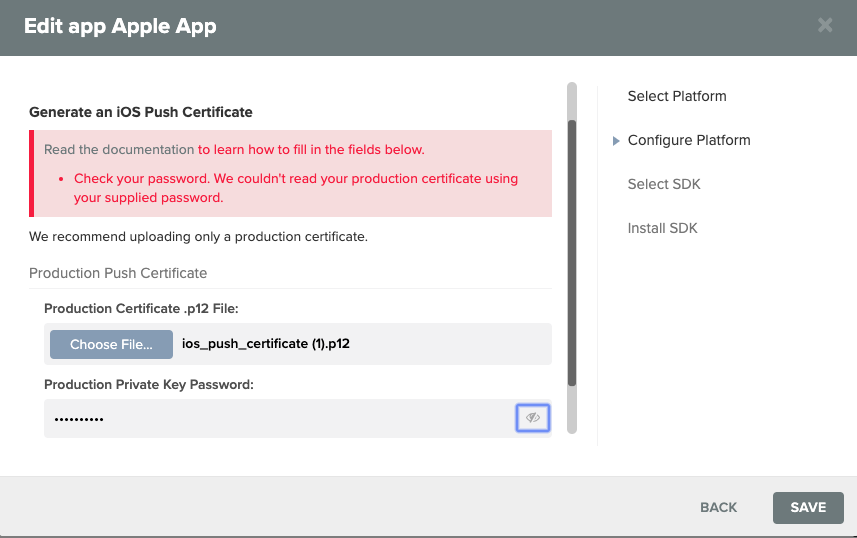 Edit app Apple App
Generate an iOS Push Certificate
Read the documentation to learn how to fill in the fields below.
• Check your password. We couldn't read your production certificate using
your supplied password.
We recommend uploading only a production certificate.
Production Push Certificate
Production Certificate .p12 File:
Choose File... ios_push_certificate (1).p12
Production Private Key Password:
••••••••••
Select Platform
Configure Platform
Select SDK
Install SDK
BACK
SAVE